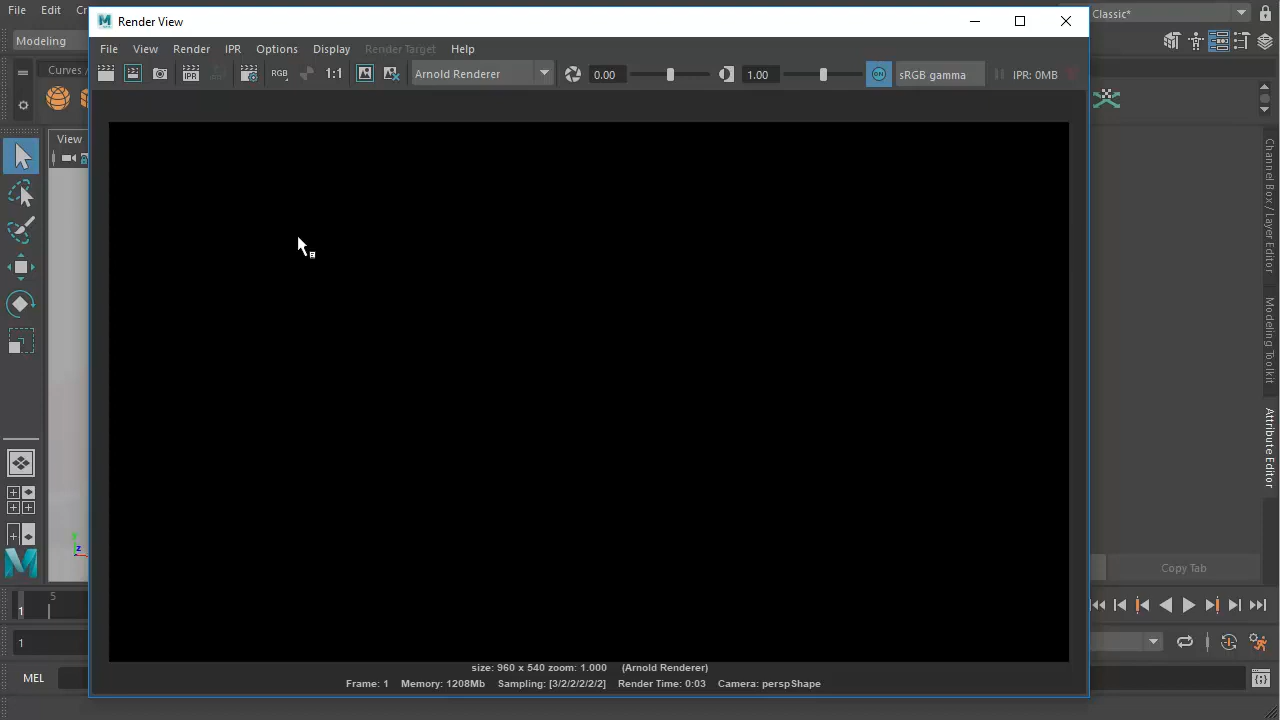 File Edit
Render View
Classic*
Modeling
File View Render IPR Options Display Render Target Help
Curves /
IPR RGB 1:1 Arnold Renderer 0.00 1.00 ON sRGB gamma IPR: 0MB
View
Channel Box / Layer Editor
Modeling Toolkit
Attribute Editor
y
z
Copy Tab
5
1
1
size: 960 x 540 zoom: 1.000 (Arnold Renderer)
MEL
Frame: 1 Memory: 1208Mb Sampling: [3/2/2/2/2/2] Render Time: 0:03 Camera: perspShape